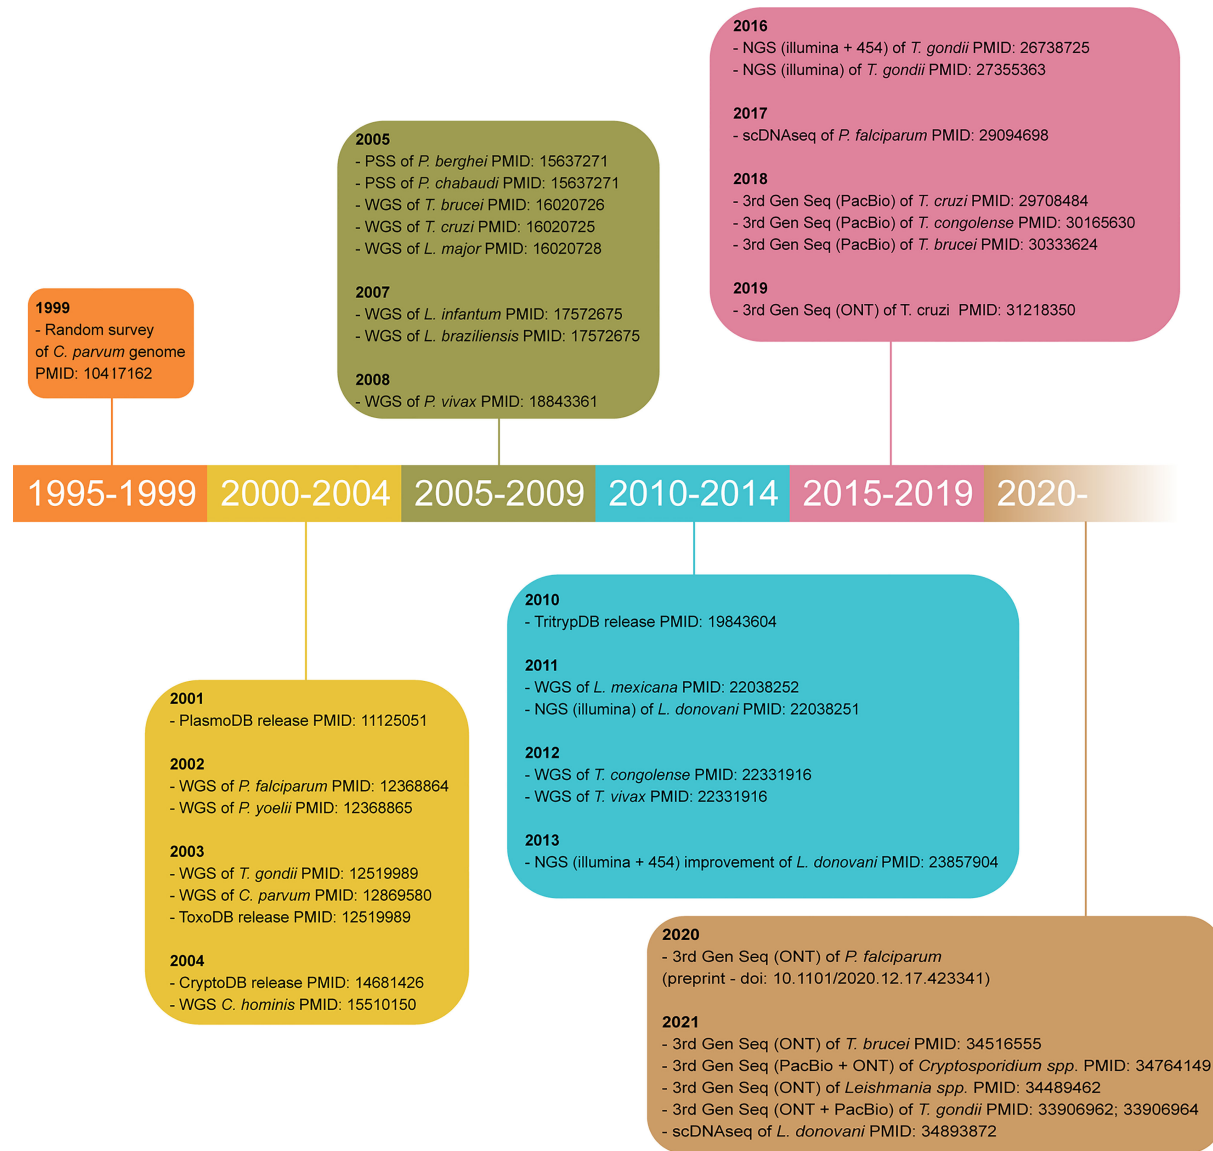 1999
- Random survey
of C. parvum genome
PMID: 10417162
2005
- PSS of P. berghei PMID: 15637271
- PSS of P. chabaudi PMID: 15637271
- WGS of T. brucei PMID: 16020726
- WGS of T. cruzi PMID: 16020725
- WGS of L. major PMID: 16020728
2007
- WGS of L. infantum PMID: 17572675
- WGS of L. braziliensis PMID: 17572675
2008
- WGS of P. vivax PMID: 18843361
2016
- NGS (illumina + 454) of T. gondii PMID: 26738725
- NGS (illumina) of T. gondii PMID: 27355363
2017
- scDNAseq of P. falciparum PMID: 29094698
2018
- 3rd Gen Seq (PacBio) of T. cruzi PMID: 29708484
- 3rd Gen Seq (PacBio) of T. congolense PMID: 30165630
- 3rd Gen Seq (PacBio) of T. brucei PMID: 30333624
2019
- 3rd Gen Seq (ONT) of T. cruzi PMID: 31218350
1995-1999
2000-2004
2005-2009
2010-2014
2015-2019
2020-
2001
- PlasmoDB release PMID: 11125051
2002
- WGS of P. falciparum PMID: 12368864
- WGS of P. yoelii PMID: 12368865
2003
- WGS of T. gondii PMID: 12519989
- WGS of C. parvum PMID: 12869580
- ToxoDB release PMID: 12519989
2004
- CryptoDB release PMID: 14681426
- WGS C. hominis PMID: 15510150
2010
- TritrypDB release PMID: 19843604
2011
- WGS of L. mexicana PMID: 22038252
- NGS (illumina) of L. donovani PMID: 22038251
2012
- WGS of T. congolense PMID: 22331916
- WGS of T. vivax PMID: 22331916
2013
- NGS (illumina + 454) improvement of L. donovani PMID: 23857904
2020
- 3rd Gen Seq (ONT) of P. falciparum
(preprint - doi: 10.1101/2020.12.17.423341)
2021
- 3rd Gen Seq (ONT) of T. brucei PMID: 34516555
- 3rd Gen Seq (PacBio + ONT) of Cryptosporidium spp. PMID: 34764149
- 3rd Gen Seq (ONT) of Leishmania spp. PMID: 34489462
- 3rd Gen Seq (ONT + PacBio) of T. gondii PMID: 33906962; 33906964
- scDNAseq of L. donovani PMID: 34893872